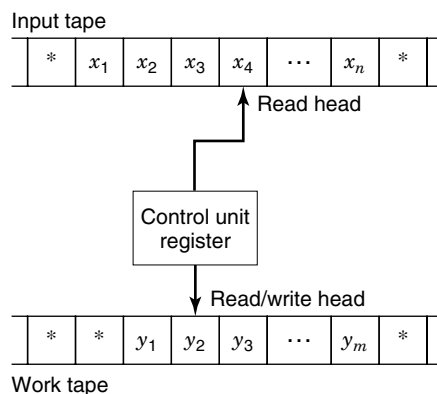 Input tape
* x₁ x₂ x₃ x₄ ⋯ xₙ *
Read head
Control unit
register
Read/write head
* * y₁ y₂ y₃ ⋯ yₘ *
Work tape